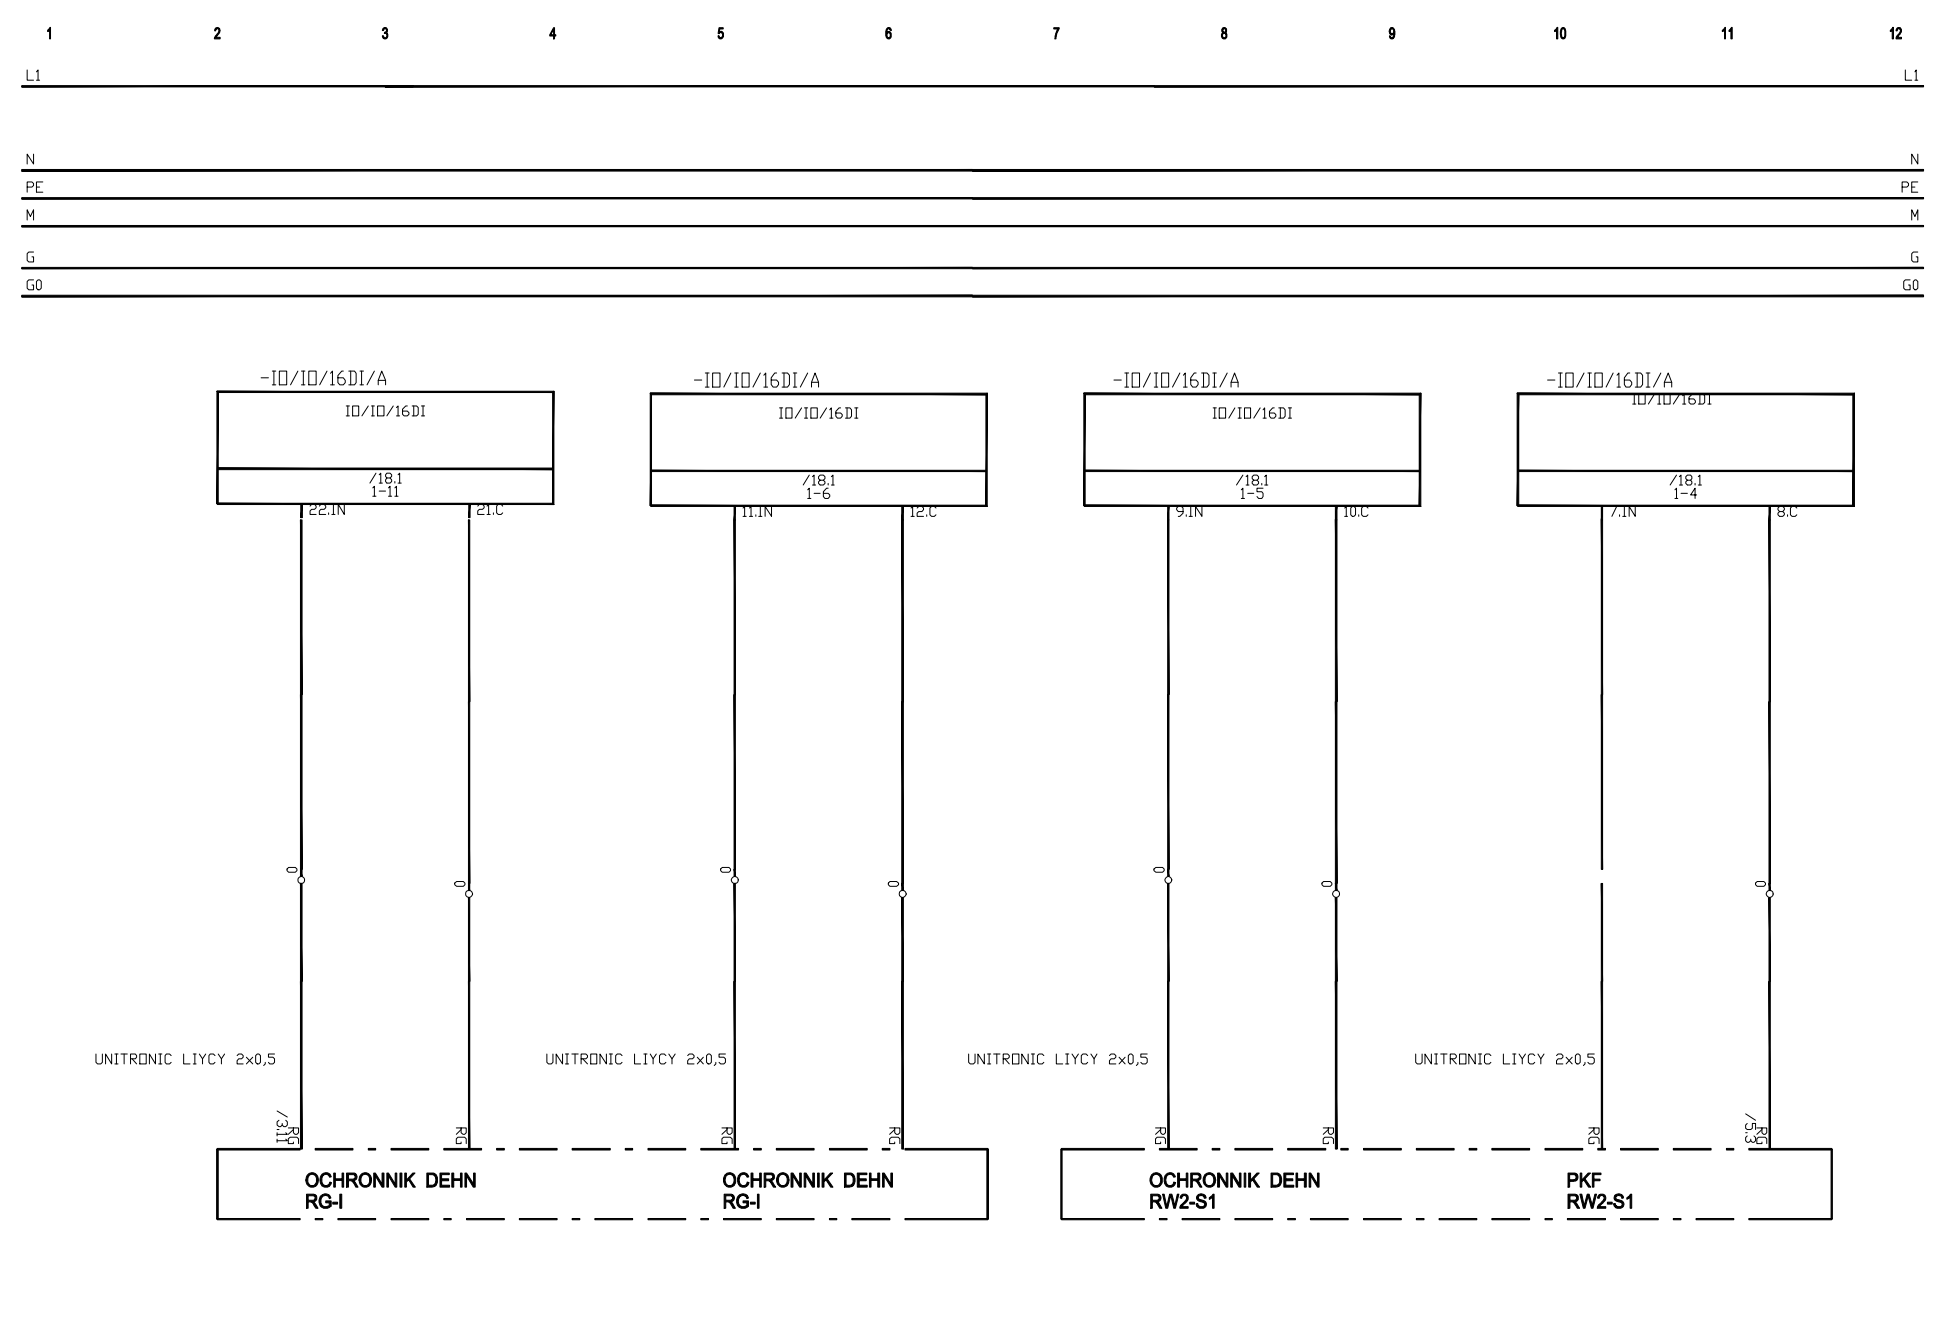 1 2 3 4 5 6 7 8 9 10 11 12
L1 L1
N N
PE PE
M M
G G
G0 G0
-IO/IO/16DI/A -IO/IO/16DI/A -IO/IO/16DI/A -IO/IO/16DI/A
IO/IO/16DI IO/IO/16DI IO/IO/16DI IO/IO/16DI
/18.1 /18.1 /18.1 /18.1
1-11 1-6 1-5 1-4
22.IN 21.C 11.IN 12.C 9.IN 10.C 7.IN 8.C
0 0 0 0 0 0 0
UNITRONIC LIYCY 2x0,5 UNITRONIC LIYCY 2x0,5 UNITRONIC LIYCY 2x0,5 UNITRONIC LIYCY 2x0,5
/3.11 RG RG RG RG RG RG RG /5.3 RG
OCHRONNIK DEHN OCHRONNIK DEHN OCHRONNIK DEHN PKF
RG-I RG-I RW2-S1 RW2-S1